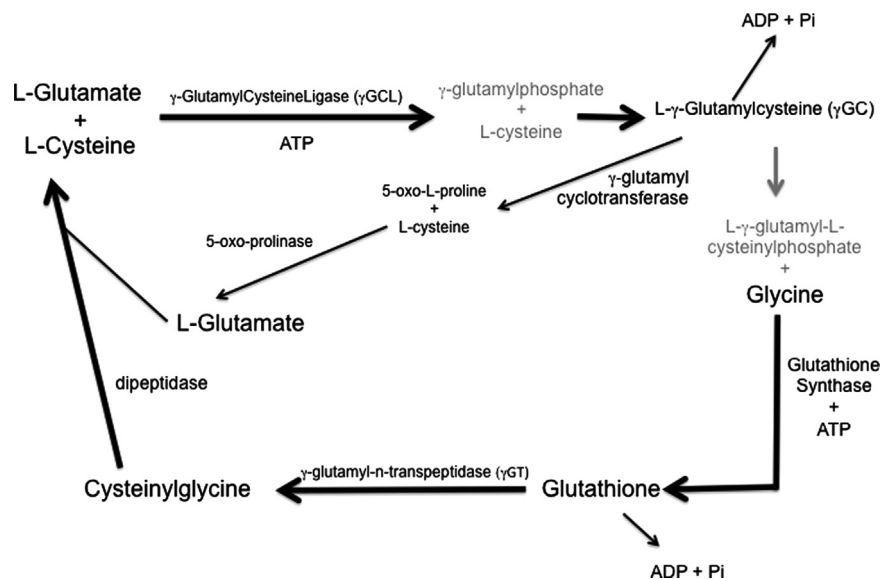 ADP + Pi
L-Glutamate
+
L-Cysteine
γ-GlutamylCysteineLigase (γGCL)
ATP
γ-glutamylphosphate
+
L-cysteine
L-γ-Glutamylcysteine (γGC)
γ-glutamyl
cyclotransferase
5-oxo-L-proline
+
L-cysteine
5-oxo-prolinase
L-Glutamate
L-γ-glutamyl-L-
cysteinylphosphate
+
Glycine
Glutathione
Synthase
+
ATP
dipeptidase
Cysteinylglycine
γ-glutamyl-n-transpeptidase (γGT)
Glutathione
ADP + Pi